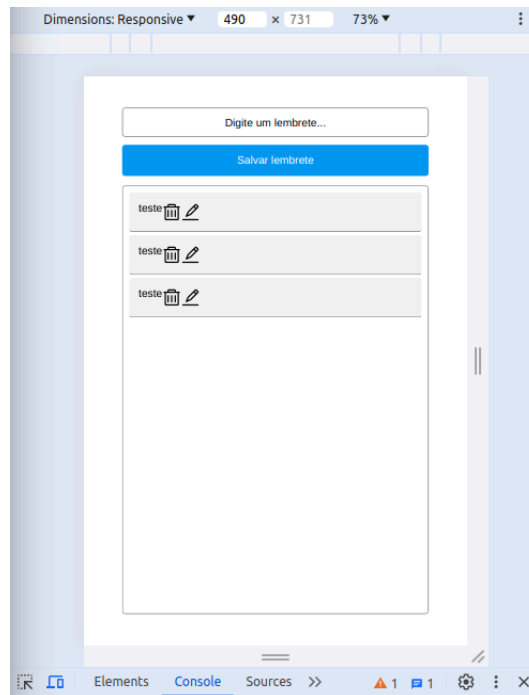 Dimensions: Responsive ▼ 490 × 731 73% ▼
Digite um lembrete...
Salvar lembrete
teste
teste
teste
Elements Console Sources 1 1